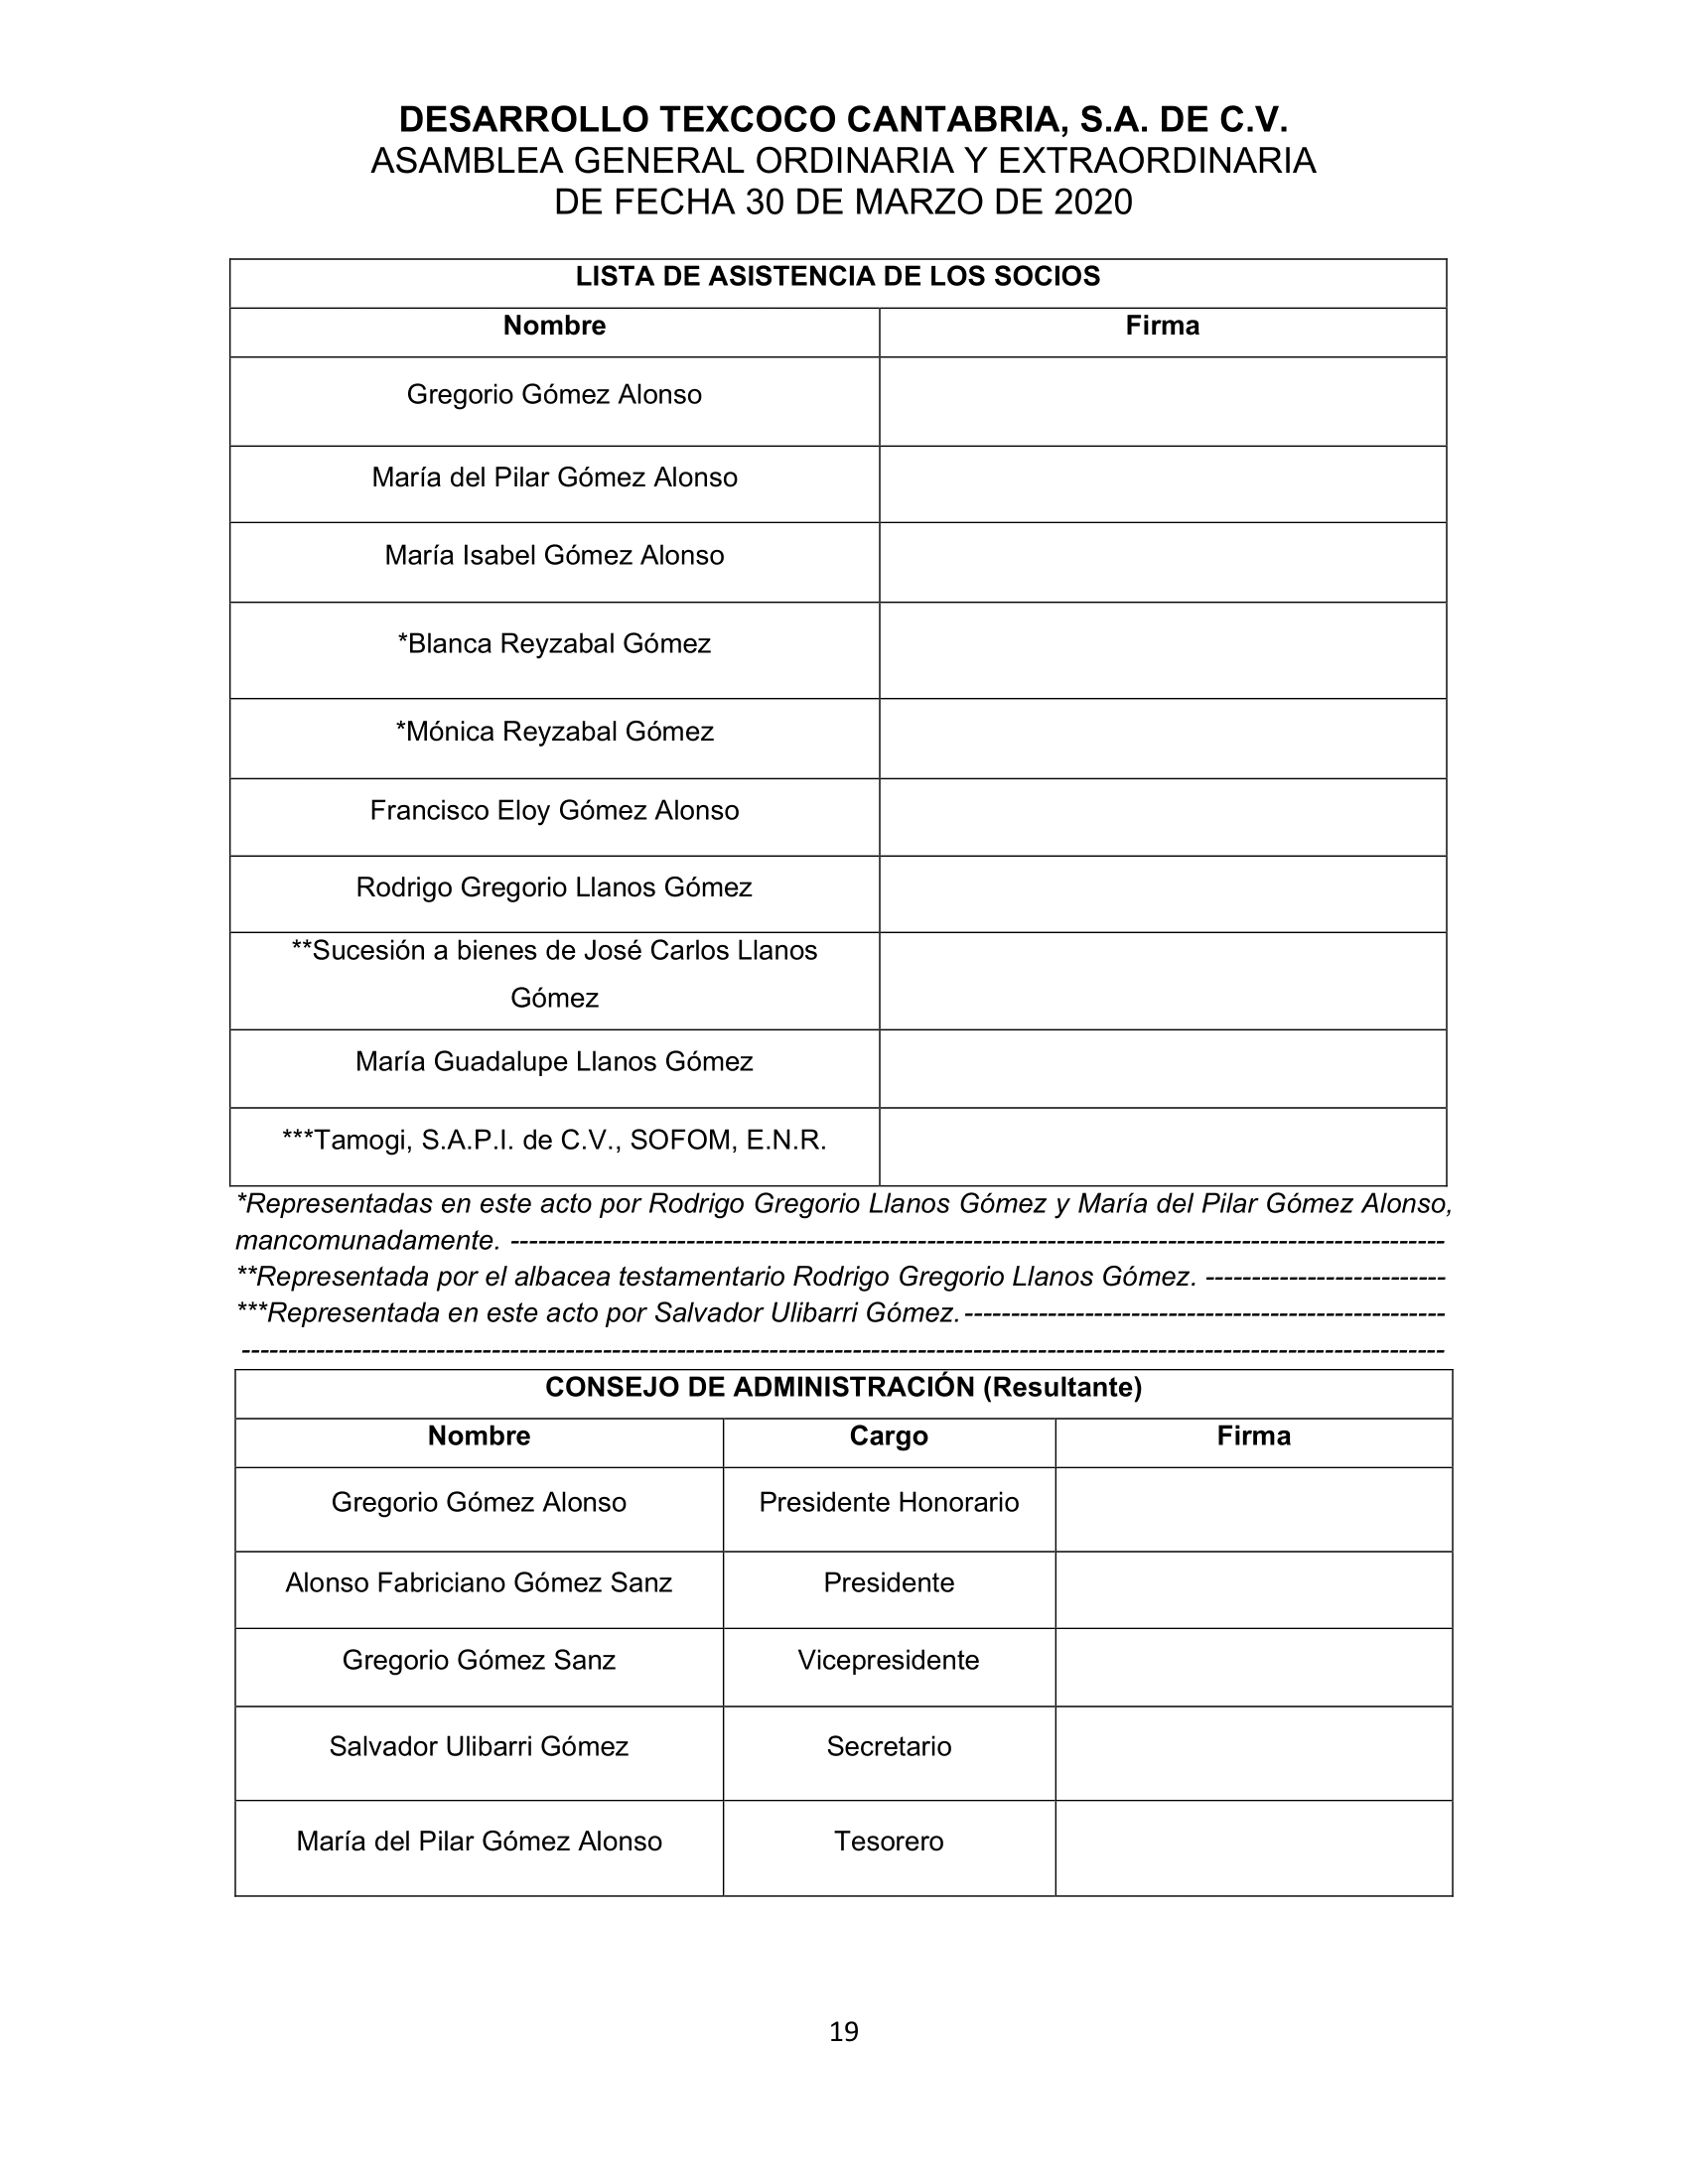 DESARROLLO TEXCOCO CANTABRIA, S.A. DE C.V.
ASAMBLEA GENERAL ORDINARIA Y EXTRAORDINARIA
DE FECHA 30 DE MARZO DE 2020
LISTA DE ASISTENCIA DE LOS SOCIOS
Nombre Firma
Gregorio Gómez Alonso
María del Pilar Gómez Alonso
María Isabel Gómez Alonso
*Blanca Reyzabal Gómez
*Mónica Reyzabal Gómez
Francisco Eloy Gómez Alonso
Rodrigo Gregorio Llanos Gómez
**Sucesión a bienes de José Carlos Llanos
Gómez
María Guadalupe Llanos Gómez
***Tamogi, S.A.P.I. de C.V., SOFOM, E.N.R.
*Representadas en este acto por Rodrigo Gregorio Llanos Gómez y María del Pilar Gómez Alonso,
mancomunadamente. ----------------------------------------------------------------------------------------------------
**Representada por el albacea testamentario Rodrigo Gregorio Llanos Gómez. --------------------------
***Representada en este acto por Salvador Ulibarri Gómez. ----------------------------------------------------
----------------------------------------------------------------------------------------------------------------------------------
CONSEJO DE ADMINISTRACIÓN (Resultante)
Nombre Cargo Firma
Gregorio Gómez Alonso Presidente Honorario
Alonso Fabriciano Gómez Sanz Presidente
Gregorio Gómez Sanz Vicepresidente
Salvador Ulibarri Gómez Secretario
María del Pilar Gómez Alonso Tesorero
19